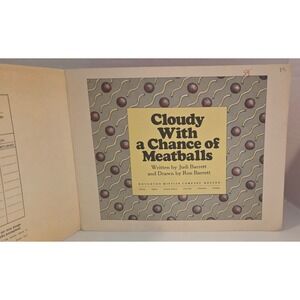 Cloudy
With
a Chance of
Meatballs
Written by Judi Barrett
and Drawn by Ron Barrett
HOUGHTON MIFFLIN COMPANY BOSTON